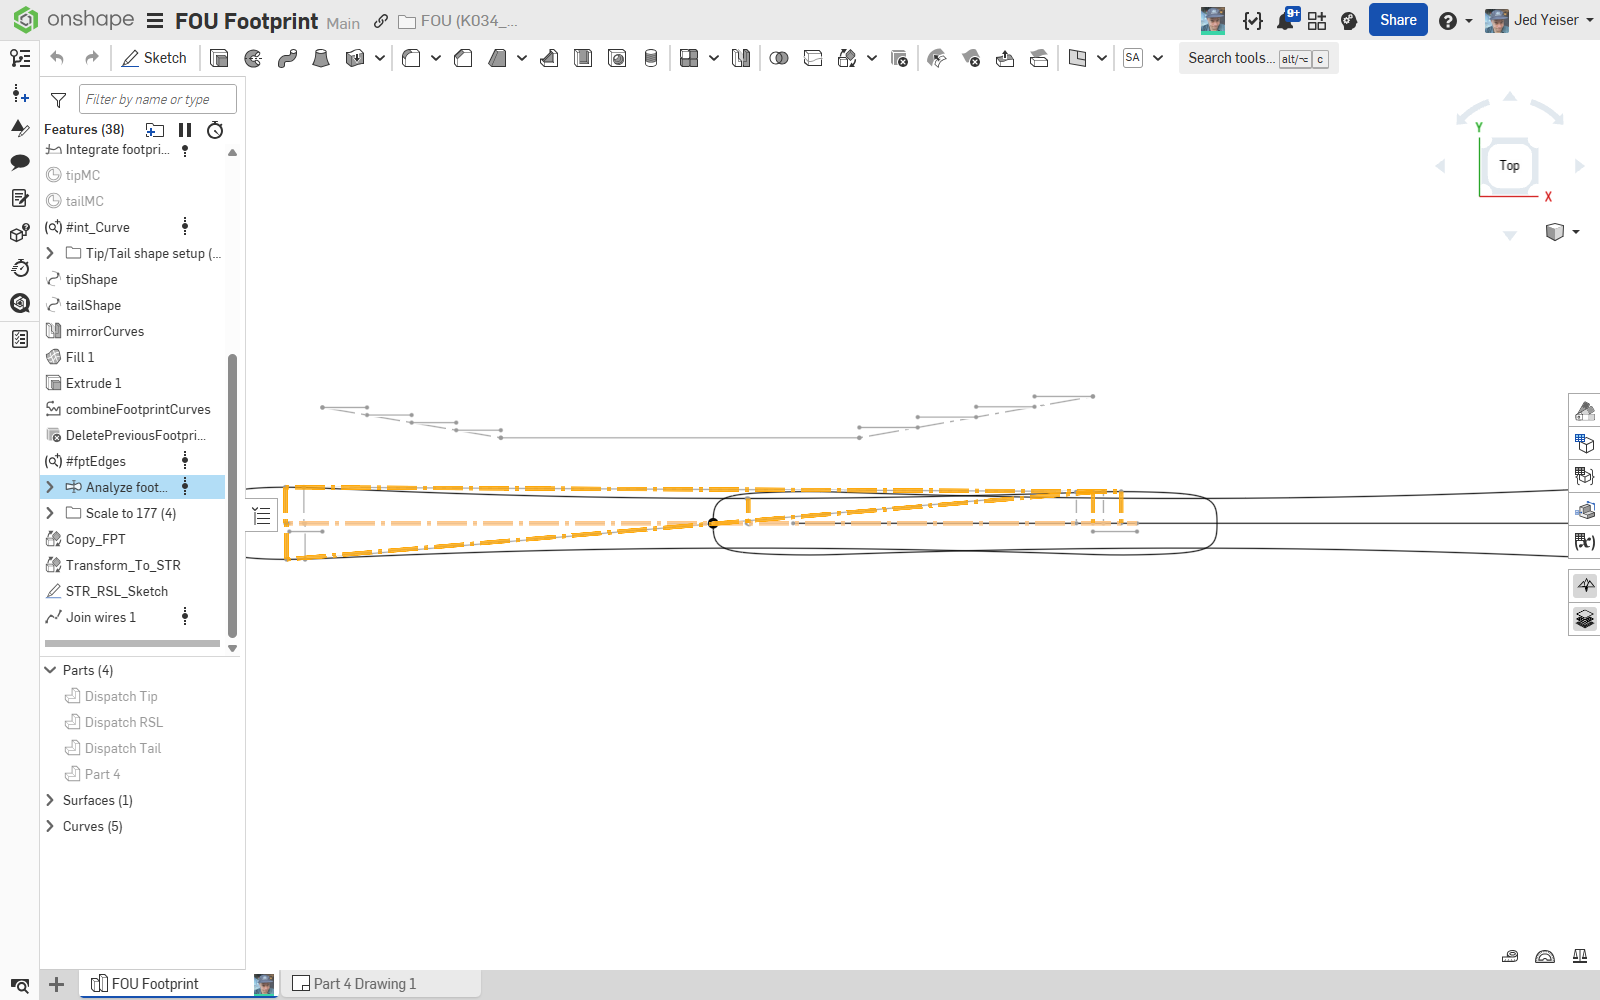 onshape
FOU Footprint Main FOU (K034_...
9+
Share
Jed Yeiser
Sketch
SA
Search tools... alt/⌥ c
Filter by name or type
Features (38)
Integrate footpri...
tipMC
tailMC
#int_Curve
Tip/Tail shape setup (...
tipShape
tailShape
mirrorCurves
Fill 1
Extrude 1
combineFootprintCurves
DeletePreviousFootpri...
#fptEdges
Analyze foot...
Scale to 177 (4)
Copy_FPT
Transform_To_STR
STR_RSL_Sketch
Join wires 1
Parts (4)
Dispatch Tip
Dispatch RSL
Dispatch Tail
Part 4
Surfaces (1)
Curves (5)
Y
Top
X
FOU Footprint
Part 4 Drawing 1